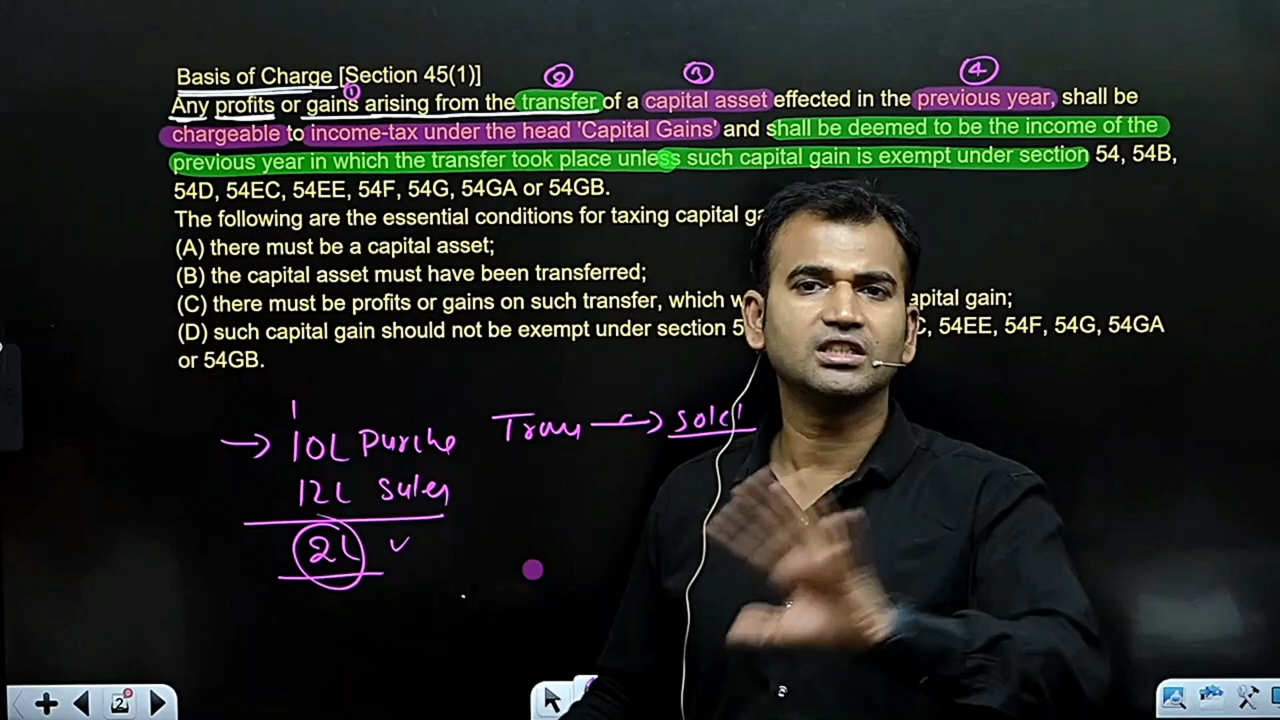 Basis of Charge [Section 45(1)]
① ② ③ ④
Any profits or gains arising from the transfer of a capital asset effected in the previous year, shall be
chargeable to income-tax under the head 'Capital Gains' and shall be deemed to be the income of the
previous year in which the transfer took place unless such capital gain is exempt under section 54, 54B,
54D, 54EC, 54EE, 54F, 54G, 54GA or 54GB.
The following are the essential conditions for taxing capital
(A) there must be a capital asset;
(B) the capital asset must have been transferred;
(C) there must be profits or gains on such transfer, which apital gain;
(D) such capital gain should not be exempt under section 54EE, 54F, 54G, 54GA
or 54GB.
→ 10L Purche
Tran → Sold
12L Sales
2L ✓
2